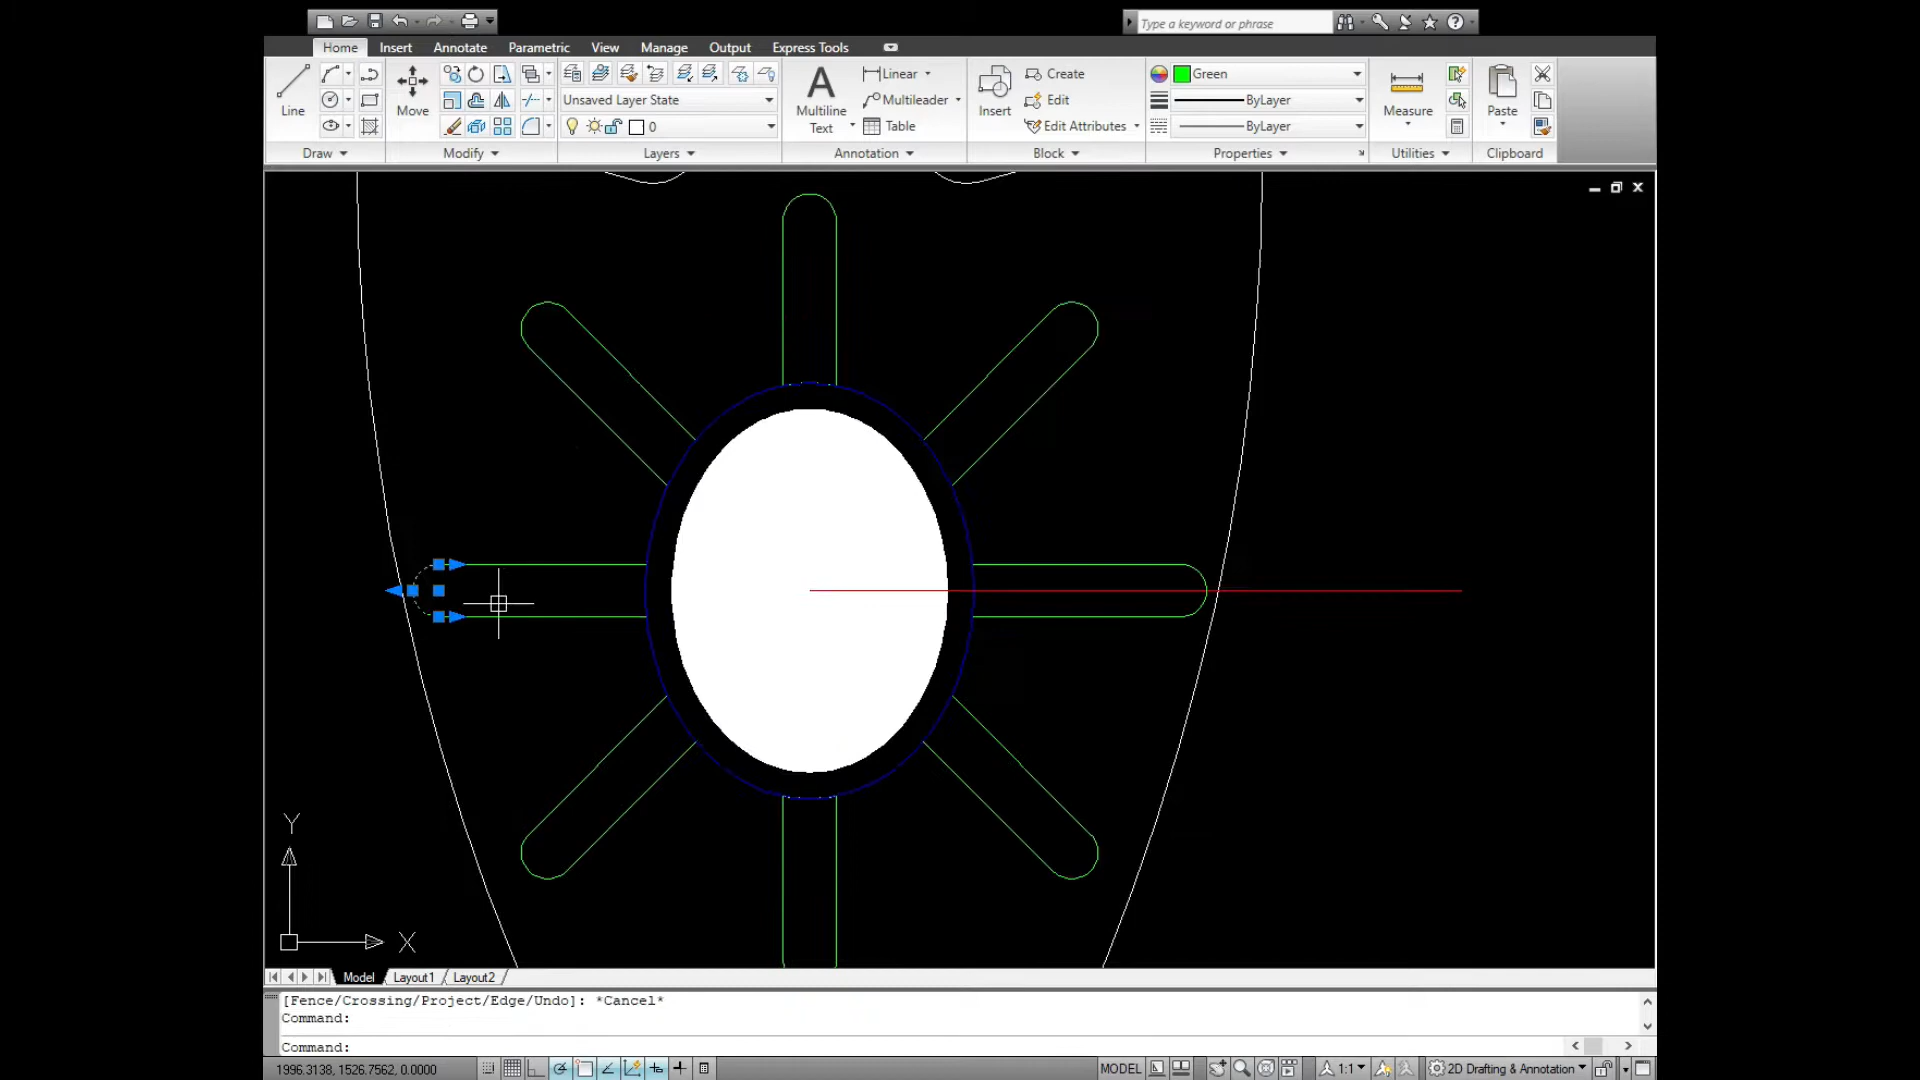 Type a keyword or phrase
Home Insert Annotate Parametric View Manage Output Express Tools
Line
Move
Unsaved Layer State
0
A
Multiline
Text
Linear
Multileader
Table
Insert
Create
Edit
Edit Attributes
Green
ByLayer
ByLayer
Measure
Paste
Draw Modify Layers Annotation Block Properties Utilities Clipboard
Y
X
Model Layout1 Layout2
[Fence/Crossing/Project/Edge/Undo]: *Cancel*
Command:
Command:
1996.3138, 1526.7562, 0.0000 MODEL 1:1 2D Drafting & Annotation